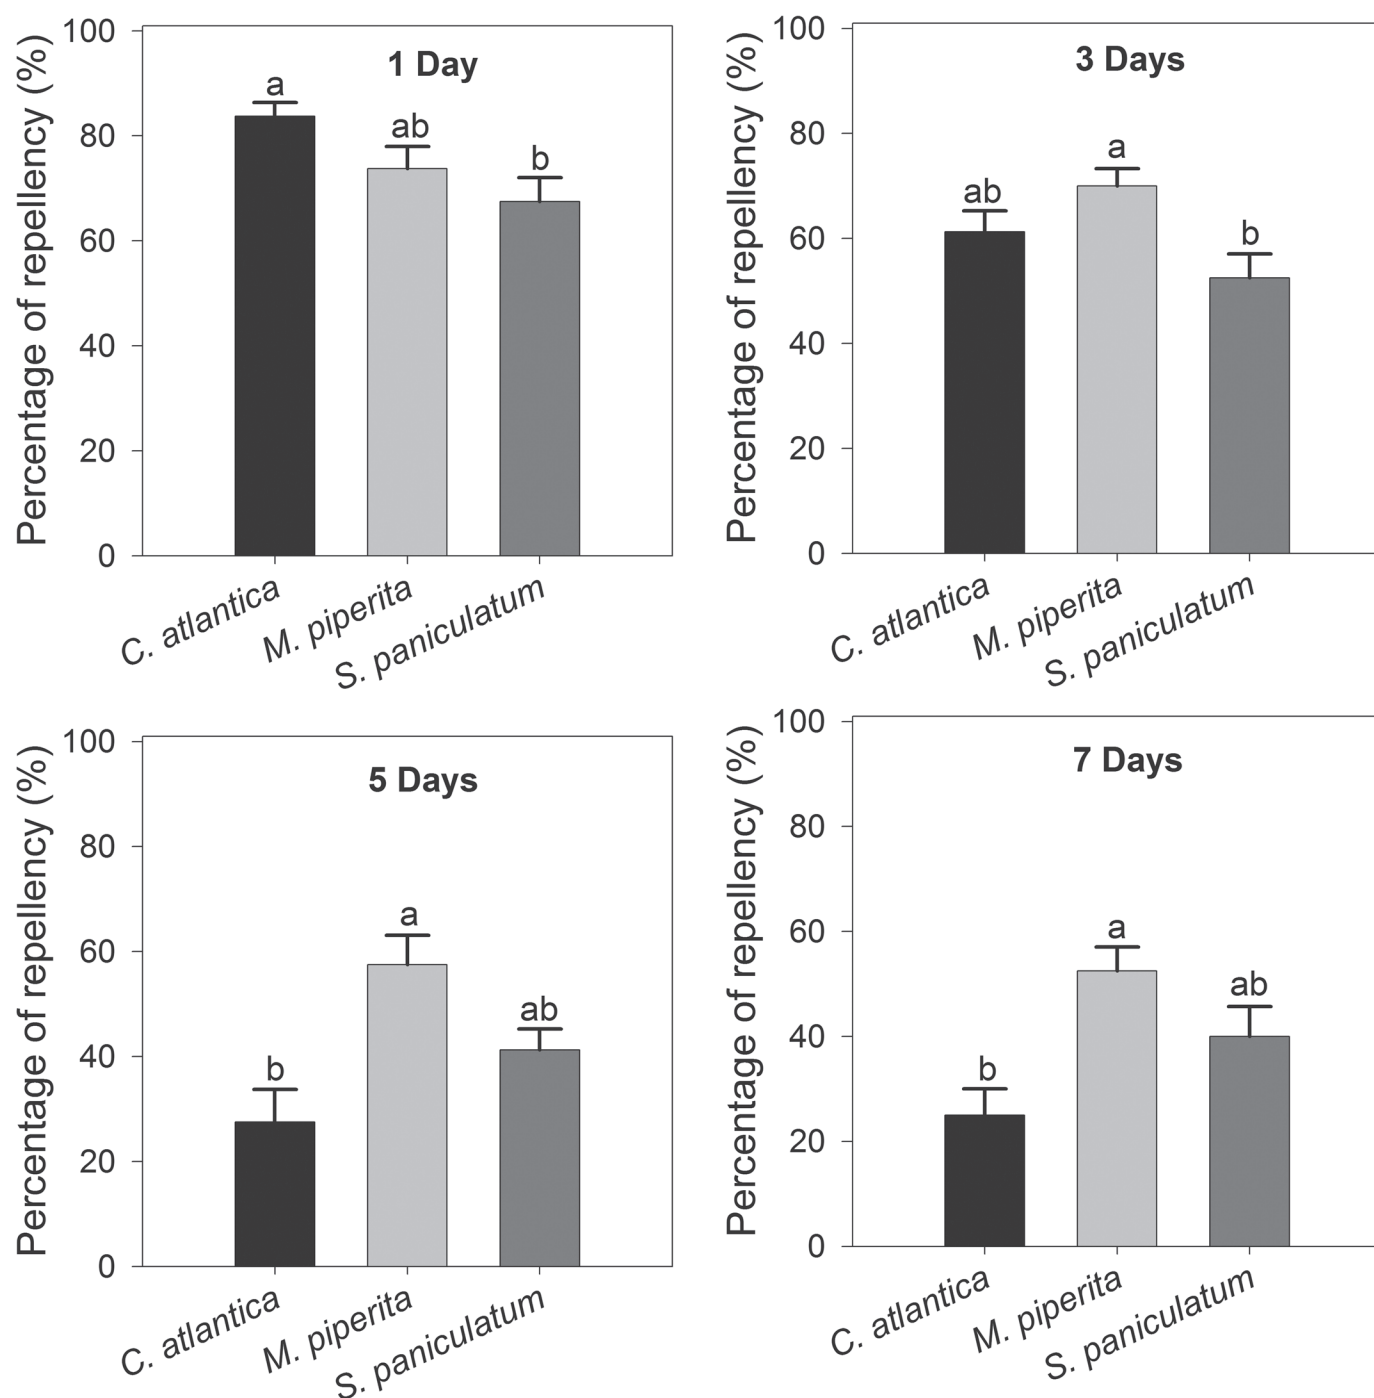 1 Day
Percentage of repellency (%)
100
80
60
40
20
0
a
ab
b
C. atlantica
M. piperita
S. paniculatum
3 Days
Percentage of repellency (%)
100
80
60
40
20
0
ab
a
b
C. atlantica
M. piperita
S. paniculatum
5 Days
Percentage of repellency (%)
100
80
60
40
20
0
b
a
ab
C. atlantica
M. piperita
S. paniculatum
7 Days
Percentage of repellency (%)
100
80
60
40
20
0
b
a
ab
C. atlantica
M. piperita
S. paniculatum